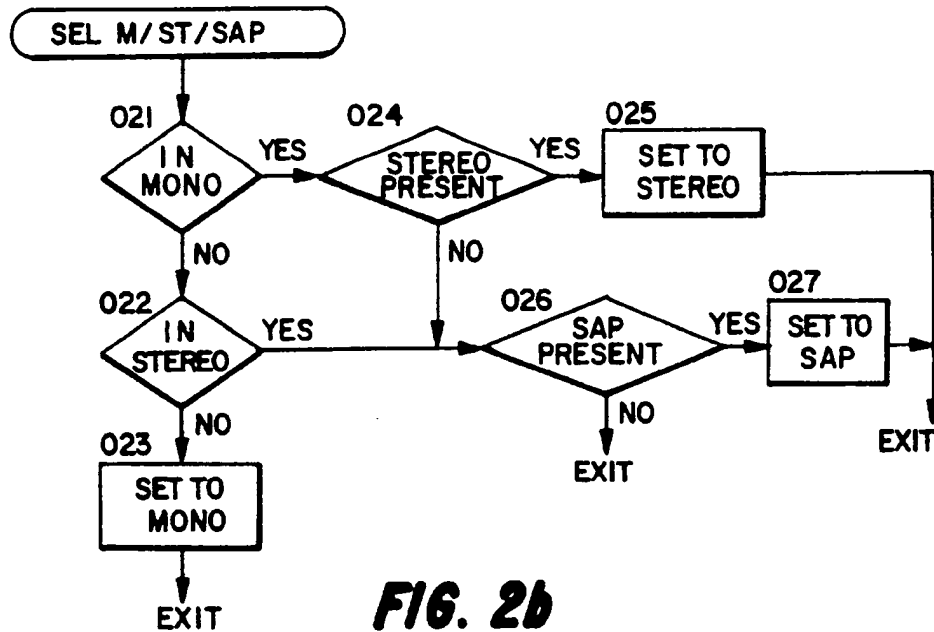 SEL M/ST/SAP
021
IN
MONO
YES
024
STEREO
PRESENT
YES
025
SET TO
STEREO
NO
NO
022
IN
STEREO
YES
026
SAP
PRESENT
YES
027
SET TO
SAP
NO
023
SET TO
MONO
NO
EXIT
EXIT
EXIT
FIG. 2b